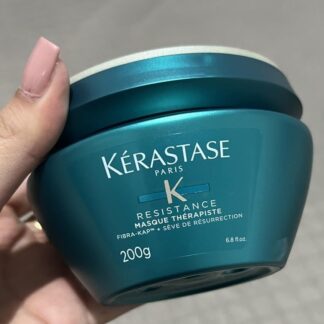 KÉRASTASE
PARIS
K
RESISTANCE
MASQUE THÉRAPISTE
FIBRA-KAP™ + SÈVE DE RÉSURRECTION
200g
6.8 fl.oz.